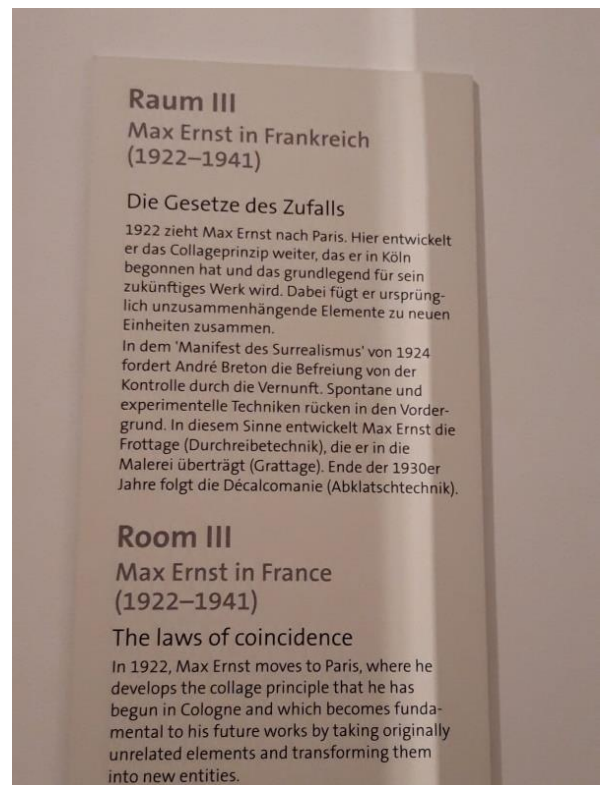 Raum III
Max Ernst in Frankreich
(1922–1941)
Die Gesetze des Zufalls
1922 zieht Max Ernst nach Paris. Hier entwickelt
er das Collageprinzip weiter, das er in Köln
begonnen hat und das grundlegend für sein
zukünftiges Werk wird. Dabei fügt er ursprüng-
lich unzusammenhängende Elemente zu neuen
Einheiten zusammen.
In dem 'Manifest des Surrealismus' von 1924
fordert André Breton die Befreiung von der
Kontrolle durch die Vernunft. Spontane und
experimentelle Techniken rücken in den Vorder-
grund. In diesem Sinne entwickelt Max Ernst die
Frottage (Durchreibetechnik), die er in die
Malerei überträgt (Grattage). Ende der 1930er
Jahre folgt die Décalcomanie (Abklatschtechnik).
Room III
Max Ernst in France
(1922–1941)
The laws of coincidence
In 1922, Max Ernst moves to Paris, where he
develops the collage principle that he has
begun in Cologne and which becomes funda-
mental to his future works by taking originally
unrelated elements and transforming them
into new entities.